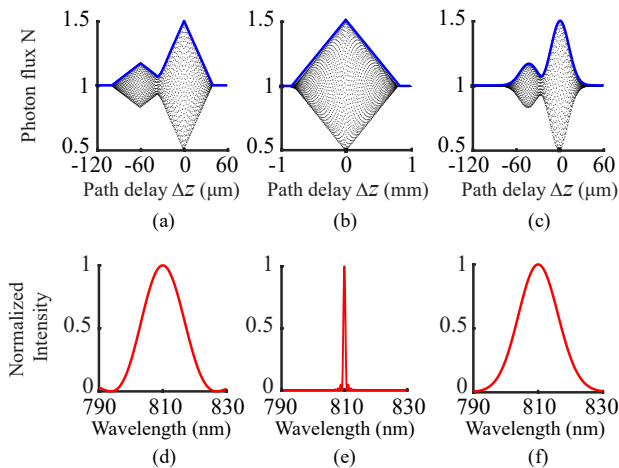 Photon flux N
1.5
1
0.5
-120 -60 0 60
Path delay Δz (μm)
(a)
1.5
1
0.5
-1 0 1
Path delay Δz (mm)
(b)
1.5
1
0.5
-120 -60 0 60
Path delay Δz (μm)
(c)
Normalized
Intensity
1
0.5
0
790 810 830
Wavelength (nm)
(d)
1
0.5
0
790 810 830
Wavelength (nm)
(e)
1
0.5
0
790 810 830
Wavelength (nm)
(f)